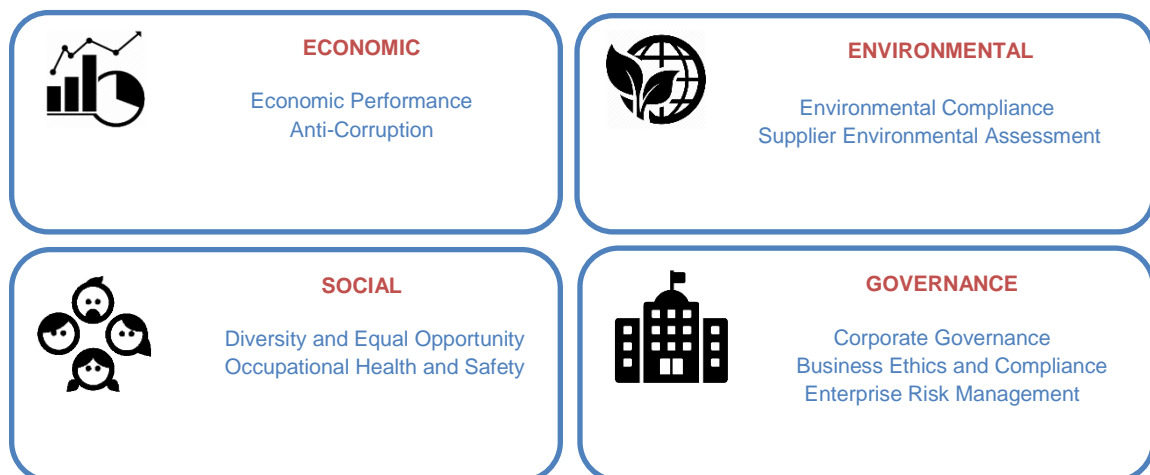 ECONOMIC
Economic Performance
Anti-Corruption
ENVIRONMENTAL
Environmental Compliance
Supplier Environmental Assessment
SOCIAL
Diversity and Equal Opportunity
Occupational Health and Safety
GOVERNANCE
Corporate Governance
Business Ethics and Compliance
Enterprise Risk Management